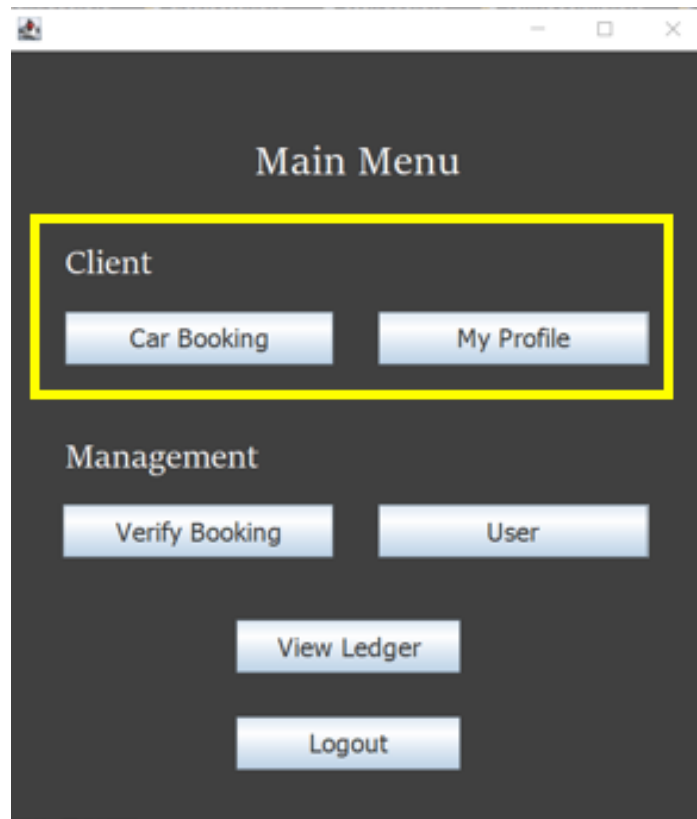 Main Menu
Client
Car Booking
My Profile
Management
Verify Booking
User
View Ledger
Logout